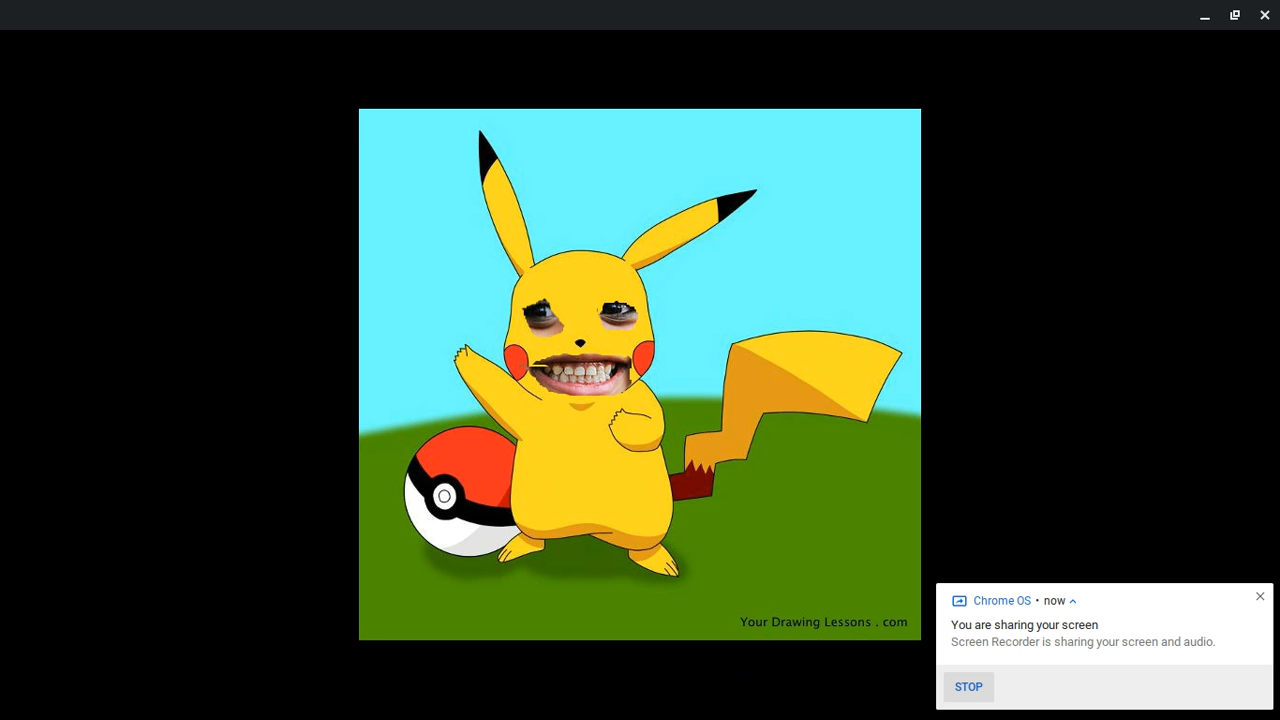 Your Drawing Lessons . com
Chrome OS • now
You are sharing your screen
Screen Recorder is sharing your screen and audio.
STOP